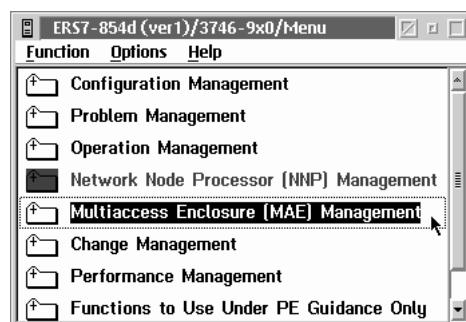 ERS7-854d (ver1)/3746-9x0/Menu
Function Options Help
Configuration Management
Problem Management
Operation Management
Network Node Processor (NNP) Management
Multiaccess Enclosure (MAE) Management
Change Management
Performance Management
Functions to Use Under PE Guidance Only